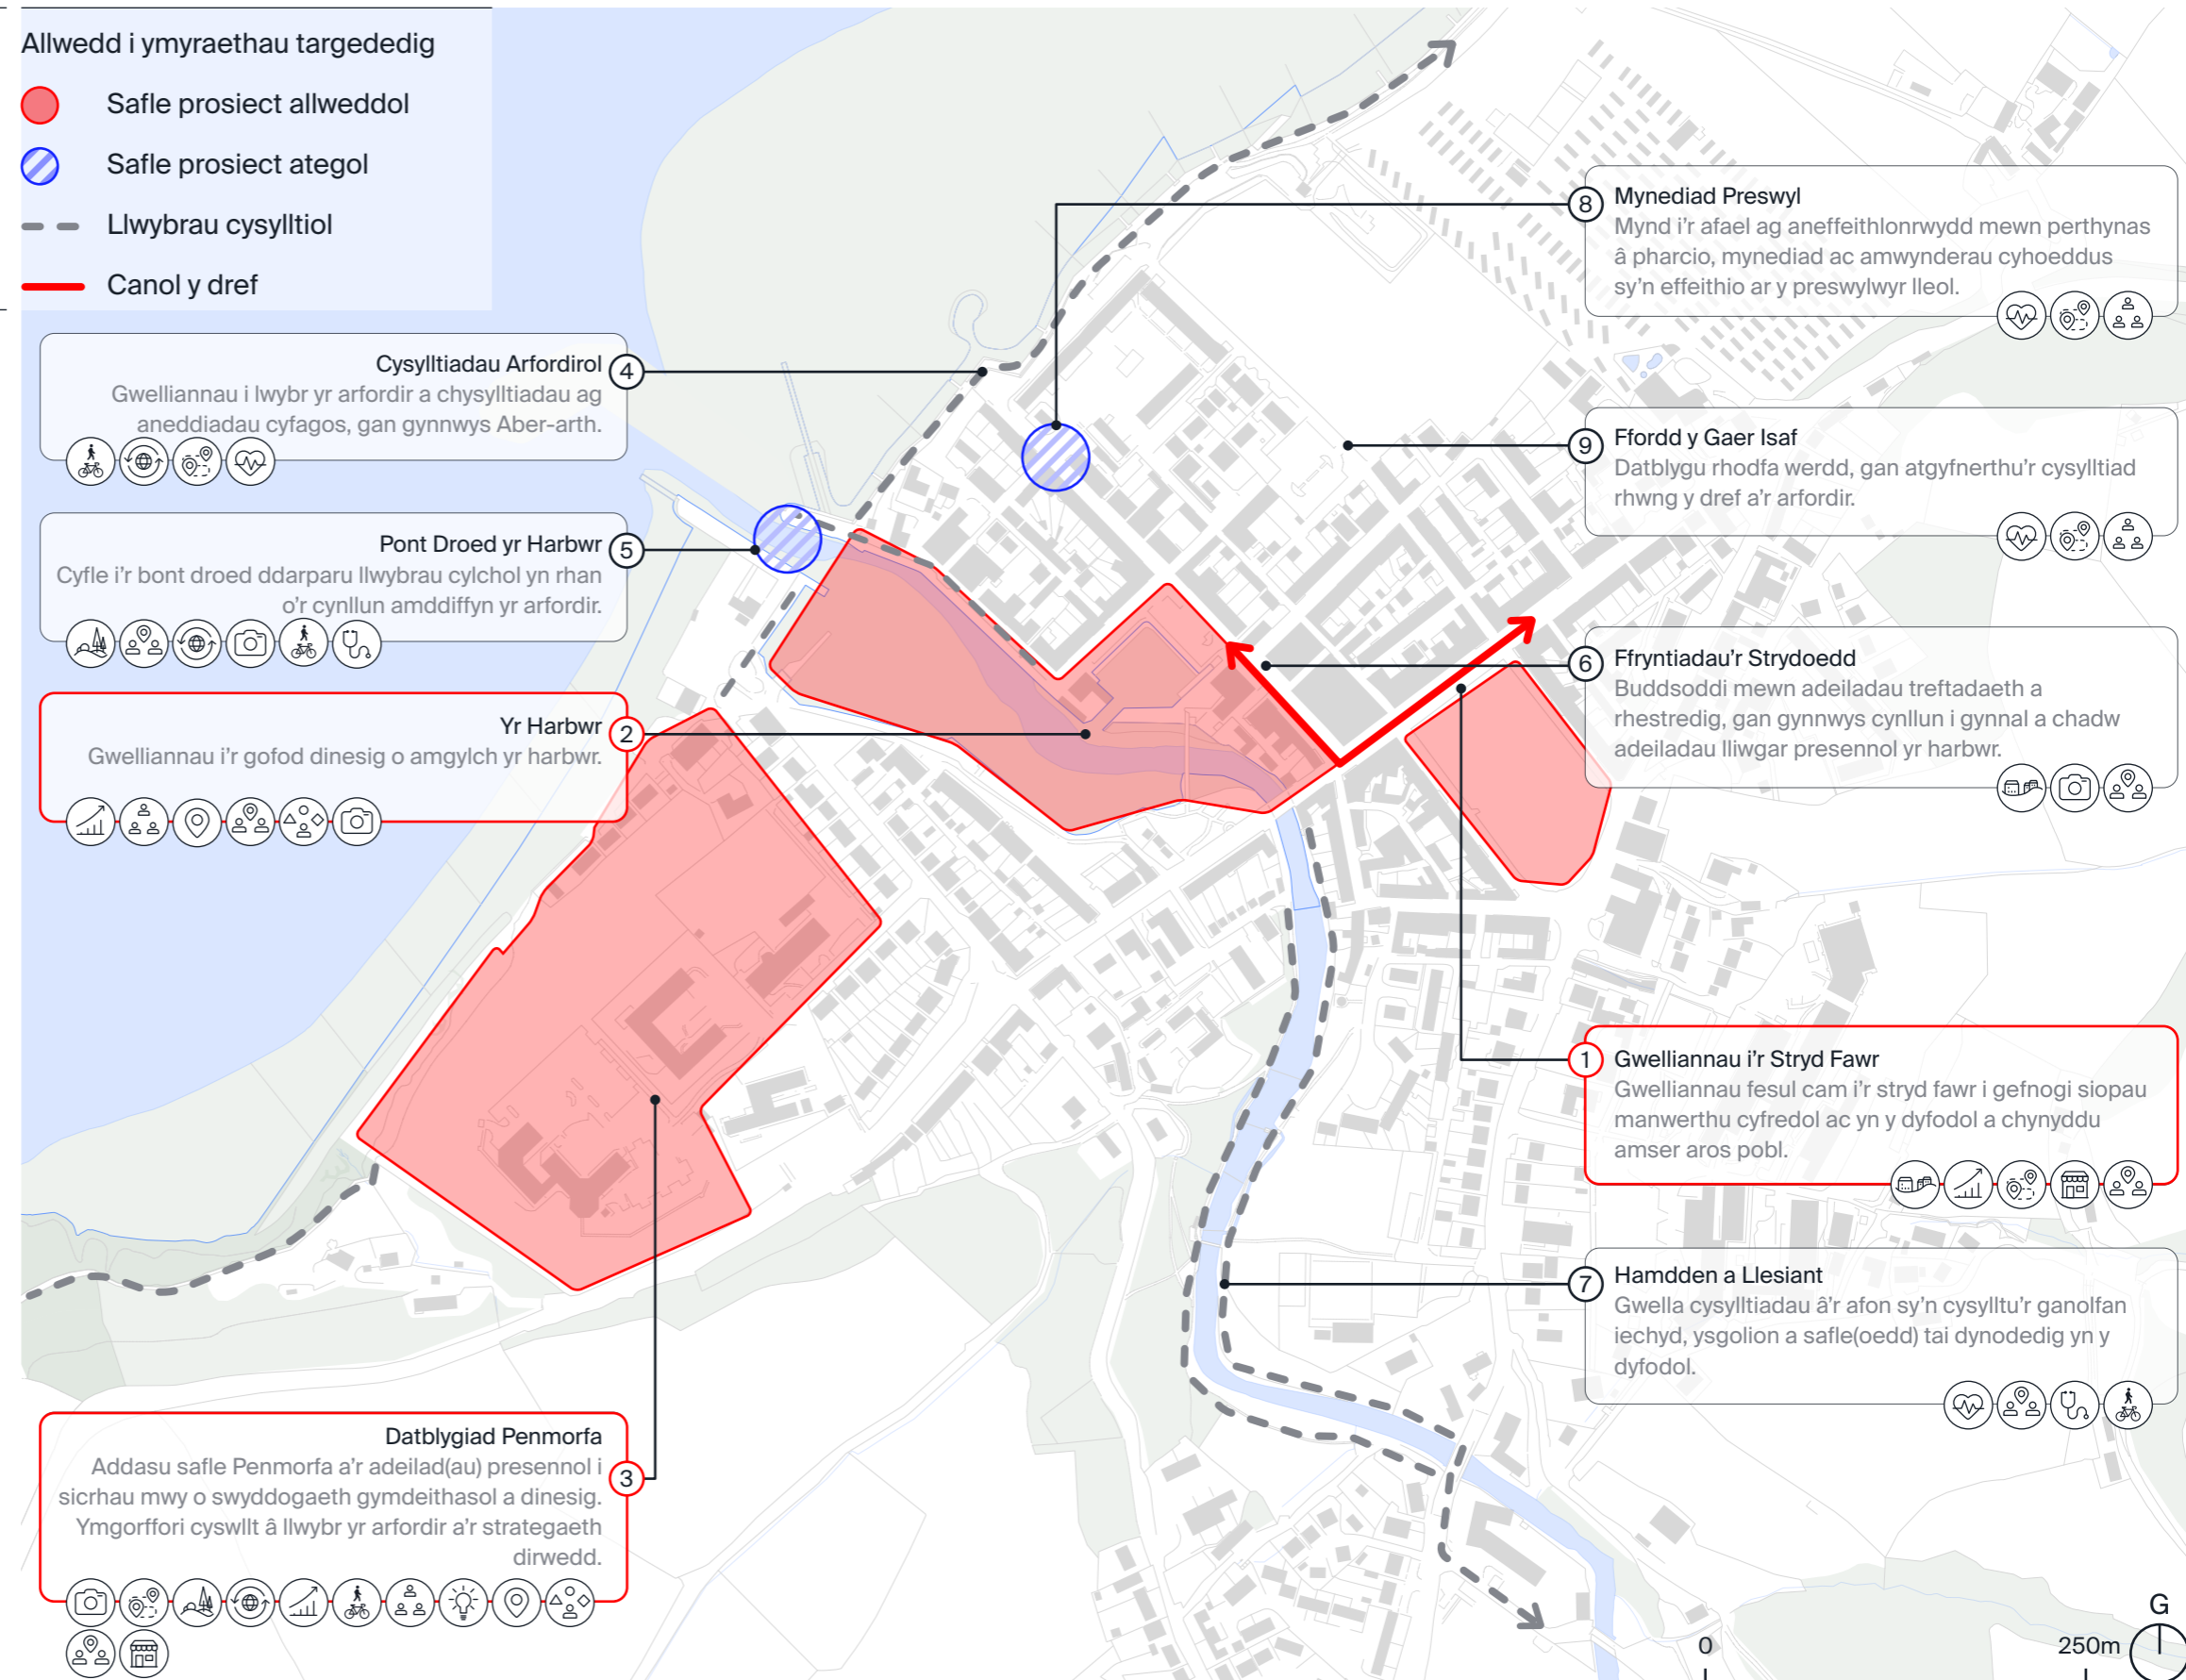 Allwedd i ymyraethau targededig
Safle prosiect allweddol
Safle prosiect ategol
Llwybrau cysylltiol
Canol y dref
Cysylltiadau Arfordirol
4
Gwelliannau i lwybr yr arfordir a chysylltiadau ag
aneddiadau cyfagos, gan gynnwys Aber-arth.
Pont Droed yr Harbwr
5
Cyfle i'r bont droed ddarparu llwybrau cylchol yn rhan
o'r cynllun amddiffyn yr arfordir.
Yr Harbwr
2
Gwelliannau i'r gofod dinesig o amgylch yr harbwr.
Datblygiad Penmorfa
3
Addasu safle Penmorfa a'r adeilad(au) presennol i
sicrhau mwy o swyddogaeth gymdeithasol a dinesig.
Ymgorffori cyswllt â llwybr yr arfordir a'r strategaeth
dirwedd.
8
Mynediad Preswyl
Mynd i'r afael ag aneffeithlonrwydd mewn perthynas
â pharcio, mynediad ac amwynderau cyhoeddus
sy'n effeithio ar y preswylwyr lleol.
9
Ffordd y Gaer Isaf
Datblygu rhodfa werdd, gan atgyfnerthu'r cysylltiad
rhwng y dref a'r arfordir.
6
Ffryntiadau'r Strydoedd
Buddsoddi mewn adeiladau treftadaeth a
rhestredig, gan gynnwys cynllun i gynnal a chadw
adeiladau lliwgar presennol yr harbwr.
1
Gwelliannau i'r Stryd Fawr
Gwelliannau fesul cam i'r stryd fawr i gefnogi siopau
manwerthu cyfredol ac yn y dyfodol a chynyddu
amser aros pobl.
7
Hamdden a Llesiant
Gwella cysylltiadau â'r afon sy'n cysylltu'r ganolfan
iechyd, ysgolion a safle(oedd) tai dynodedig yn y
dyfodol.
G
0
250m